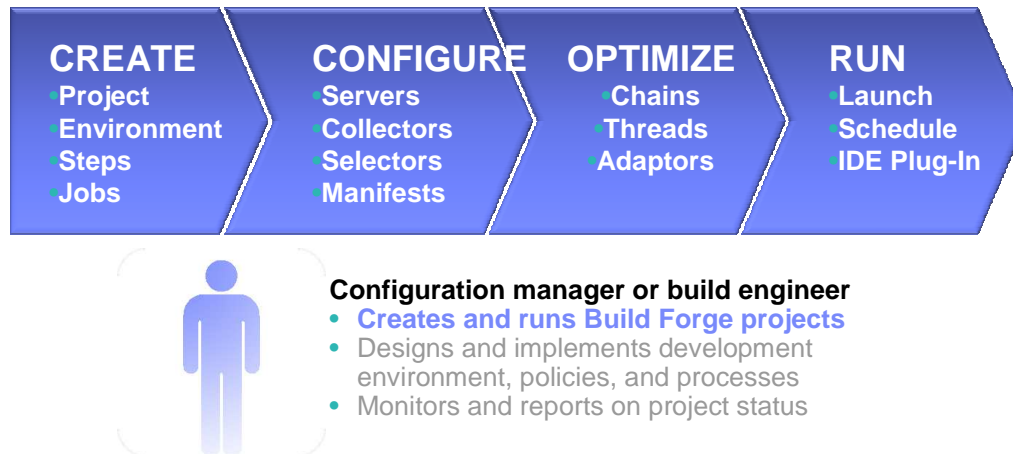 CREATE
•Project
•Environment
•Steps
•Jobs
CONFIGURE
•Servers
•Collectors
•Selectors
•Manifests
OPTIMIZE
•Chains
•Threads
•Adaptors
RUN
•Launch
•Schedule
•IDE Plug-In
Configuration manager or build engineer
• Creates and runs Build Forge projects
• Designs and implements development
environment, policies, and processes
• Monitors and reports on project status